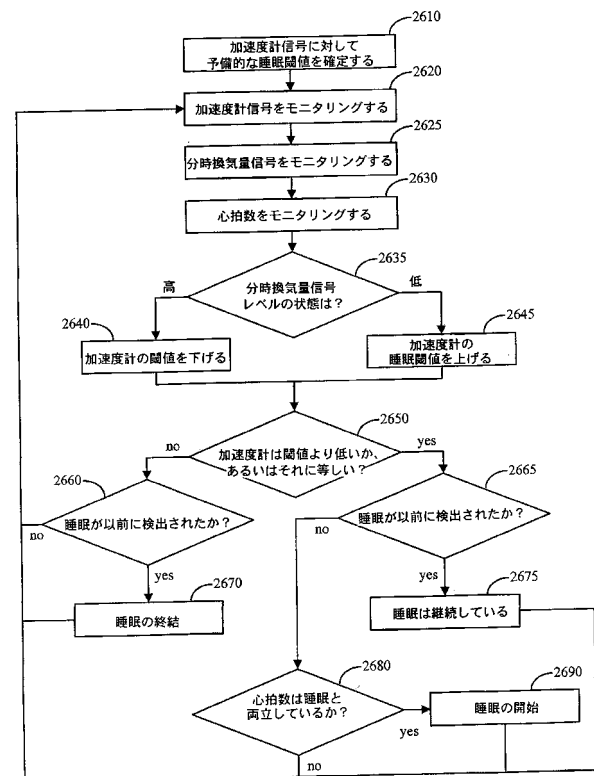 2610
加速度計信号に対して
予備的な睡眠閾値を確定する
2620
加速度計信号をモニタリングする
2625
分時換気量信号をモニタリングする
2630
心拍数をモニタリングする
2635
分時換気量信号
レベルの状態は？
高
低
2640
加速度計の閾値を下げる
2645
加速度計の
睡眠閾値を上げる
2650
加速度計は閾値より低いか、
あるいはそれに等しい？
no
yes
2660
睡眠が以前に検出されたか？
no
yes
2665
睡眠が以前に検出されたか？
no
yes
2670
睡眠の終結
2675
睡眠は継続している
2680
心拍数は睡眠と
両立しているか？
yes
no
2690
睡眠の開始